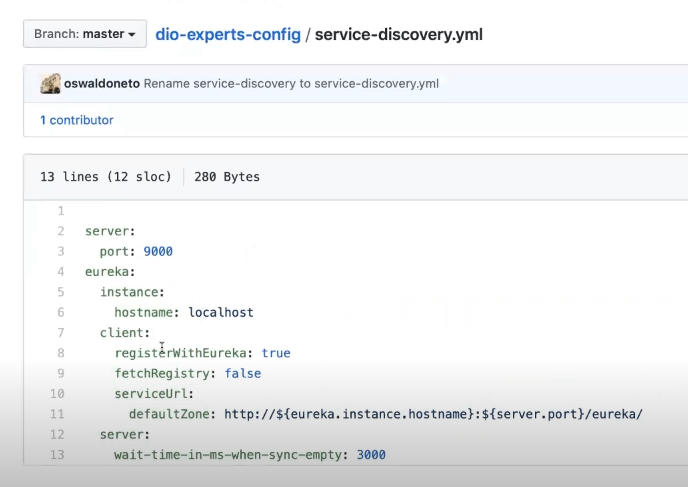 Branch: master dio-experts-config / service-discovery.yml
oswaldoneto Rename service-discovery to service-discovery.yml
1 contributor
13 lines (12 sloc) 280 Bytes
1
2 server:
3   port: 9000
4 eureka:
5   instance:
6     hostname: localhost
7   client:
8     registerWithEureka: true
9     fetchRegistry: false
10     serviceUrl:
11       defaultZone: http://${eureka.instance.hostname}:${server.port}/eureka/
12   server:
13     wait-time-in-ms-when-sync-empty: 3000